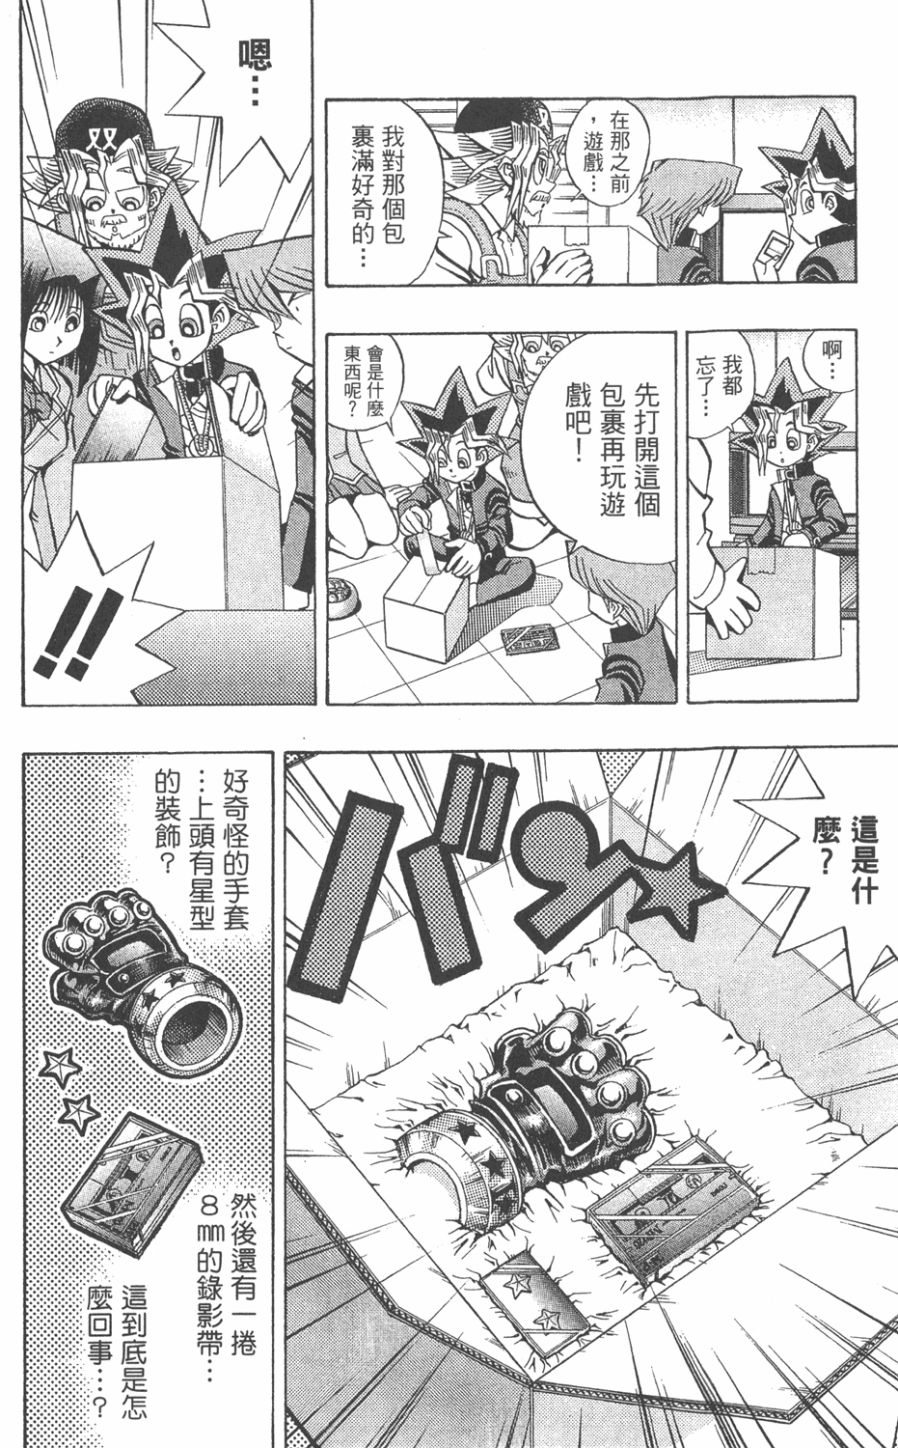 在那之前
，遊戲…
我對那個包
裹滿好奇的…
啊…
我都
忘了…
先打開這個
包裹再玩遊
戲吧！
會是什麼
東西呢？
嗯…
双
!!
這是什
麼？
バーン
好奇怪的手套
…上頭有星型
的裝飾？
然後還有一捲
8㎜的錄影帶…
這到底是怎
麼回事…？